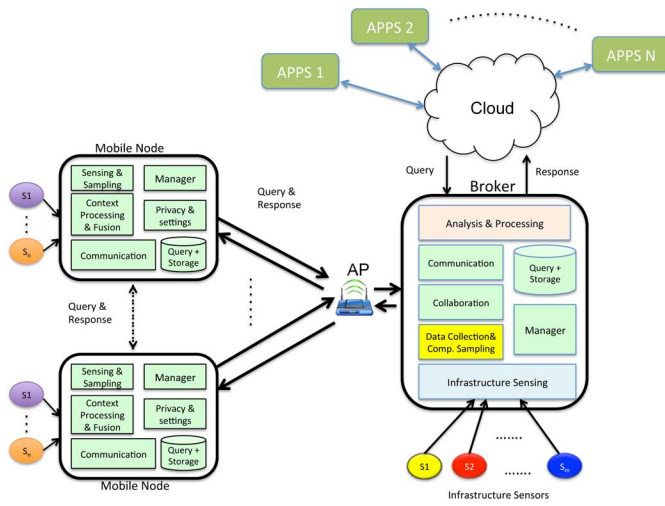 APPS 2
APPS 1
APPS N
Cloud
Mobile Node
Sensing &
Sampling
Manager
Context
Processing
& Fusion
Privacy &
settings
Communication
Query +
Storage
S1
Sn
Query &
Response
Query &
Response
AP
Query
Response
Broker
Analysis & Processing
Communication
Query +
Storage
Collaboration
Manager
Data Collection&
Comp. Sampling
Infrastructure Sensing
S1
S2
Sm
Infrastructure Sensors
Sensing &
Sampling
Manager
Context
Processing
& Fusion
Privacy &
settings
Communication
Query +
Storage
S1
Sn
Mobile Node